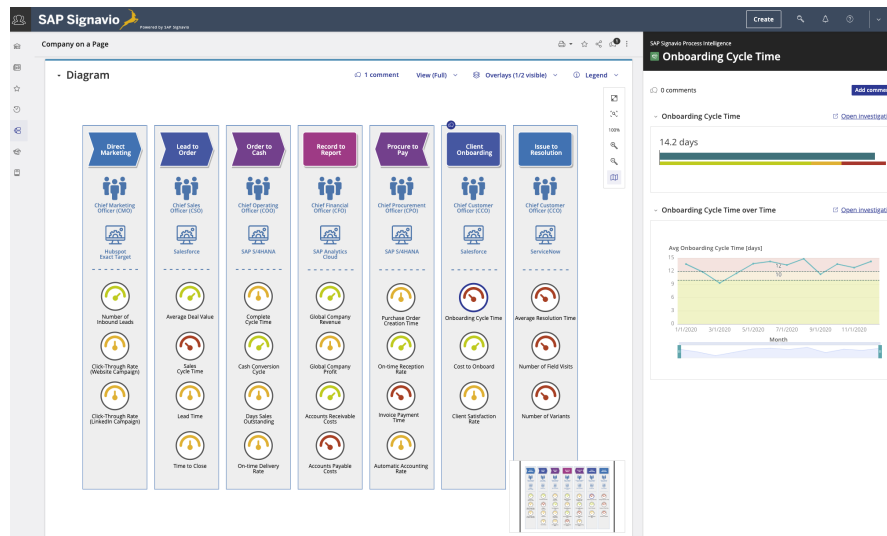 SAP Signavio
Powered by SAP Signavio
Create
Company on a Page
Diagram
1 comment
View (Full)
Overlays (1/2 visible)
Legend
100%
Direct
Marketing
Lead to
Order
Order to
Cash
Record to
Report
Procure to
Pay
Client
Onboarding
Issue to
Resolution
Chief Marketing
Officer (CMO)
Chief Sales
Officer (CSO)
Chief Operating
Officer (COO)
Chief Financial
Officer (CFO)
Chief Procurement
Officer (CPO)
Chief Customer
Officer (CCO)
Chief Customer
Officer (CCO)
Hubspot
Exact Target
Salesforce
SAP S/4HANA
SAP Analytics
Cloud
SAP S/4HANA
Salesforce
ServiceNow
Number of
Inbound Leads
Average Deal Value
Complete
Cycle Time
Global Company
Revenue
Purchase Order
Creation Time
Onboarding Cycle Time
Average Resolution Time
Click-Through Rate
(Website Campaign)
Sales
Cycle Time
Cash Conversion
Cycle
Global Company
Profit
On-time Reception
Rate
Cost to Onboard
Number of Field Visits
Click-Through Rate
(LinkedIn Campaign)
Lead Time
Days Sales
Outstanding
Accounts Receivable
Costs
Invoice Payment
Time
Client Satisfaction
Rate
Number of Variants
Time to Close
On-time Delivery
Rate
Accounts Payable
Costs
Automatic Accounting
Rate
SAP Signavio Process Intelligence
Onboarding Cycle Time
0 comments
Add commen
Onboarding Cycle Time
Open investigati
14.2 days
Onboarding Cycle Time over Time
Open investigati
Avg Onboarding Cycle Time [days]
15
12
12
10
9
6
3
0
1/1/2020
3/1/2020
5/1/2020
7/1/2020
9/1/2020
11/1/2020
Month